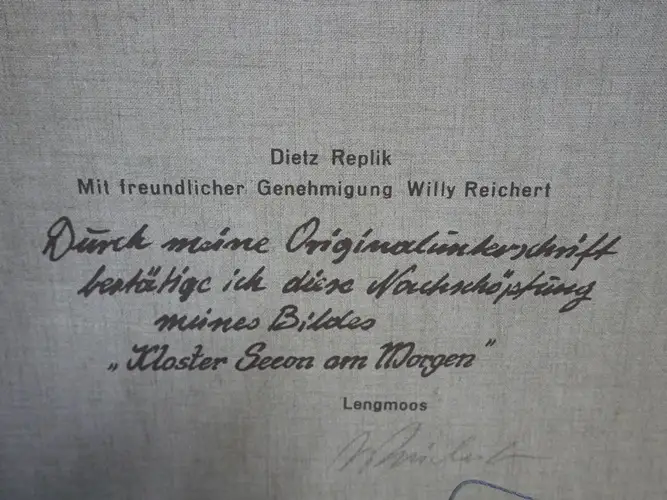 Dietz Replik
Mit freundlicher Genehmigung Willy Reichert
Durch meine Originalunterschrift
bestätige ich diese Nachschöpfung
meines Bildes
„Kloster Seeon am Morgen"
Lengmoos